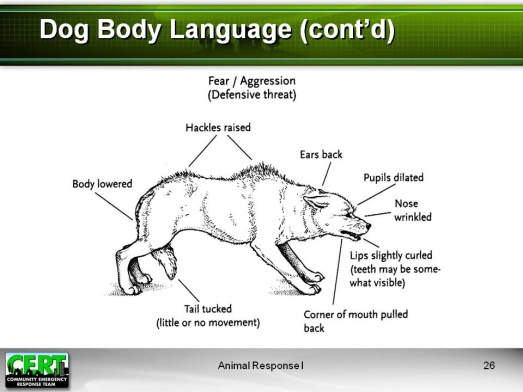 Dog Body Language (cont'd)
Fear / Aggression
(Defensive threat)
Hackles raised
Ears back
Pupils dilated
Body lowered
Nose
wrinkled
Lips slightly curled
(teeth may be some-
what visible)
Tail tucked
(little or no movement)
Corner of mouth pulled
back
CERT
COMMUNITY EMERGENCY
RESPONSE TEAM
Animal Response I
26